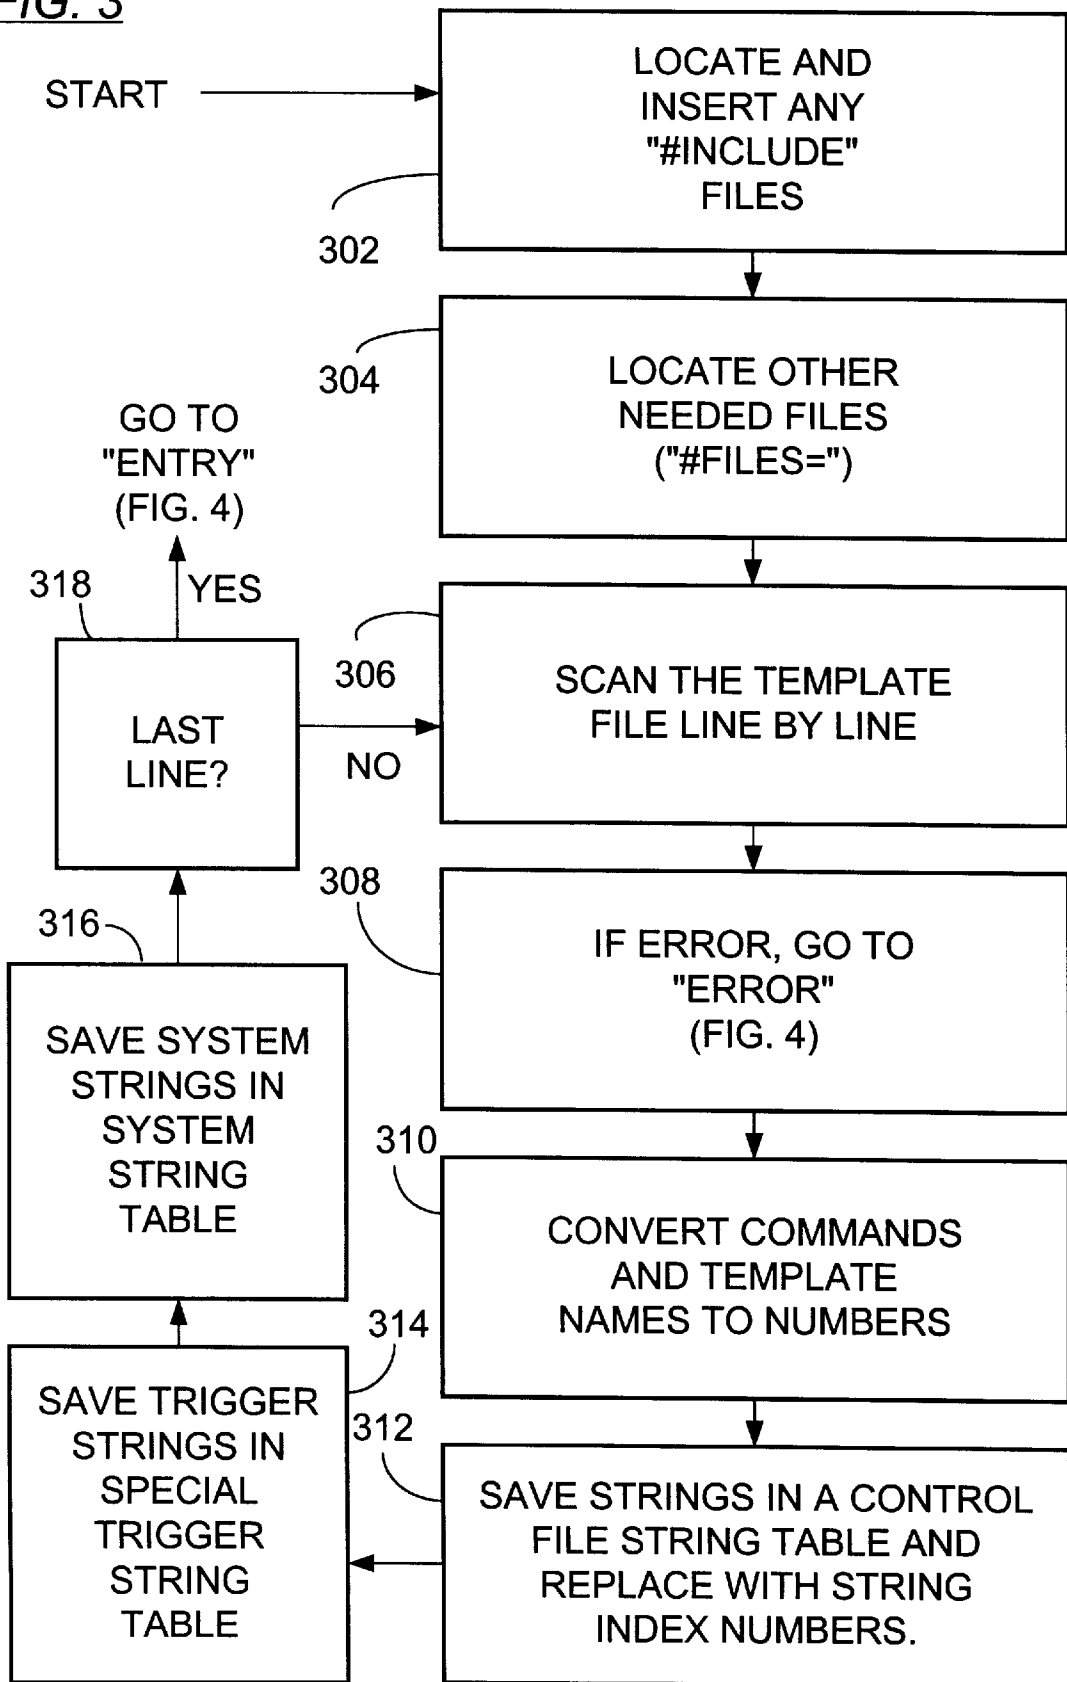 FIG. 3
START
LOCATE AND
INSERT ANY
"#INCLUDE"
FILES
302
304
LOCATE OTHER
NEEDED FILES
("#FILES=")
GO TO
"ENTRY"
(FIG. 4)
318
YES
306
SCAN THE TEMPLATE
FILE LINE BY LINE
LAST
LINE?
NO
308
IF ERROR, GO TO
"ERROR"
(FIG. 4)
316
SAVE SYSTEM
STRINGS IN
SYSTEM
STRING
TABLE
310
CONVERT COMMANDS
AND TEMPLATE
NAMES TO NUMBERS
314
SAVE TRIGGER
STRINGS IN
SPECIAL
TRIGGER
STRING
TABLE
312
SAVE STRINGS IN A CONTROL
FILE STRING TABLE AND
REPLACE WITH STRING
INDEX NUMBERS.